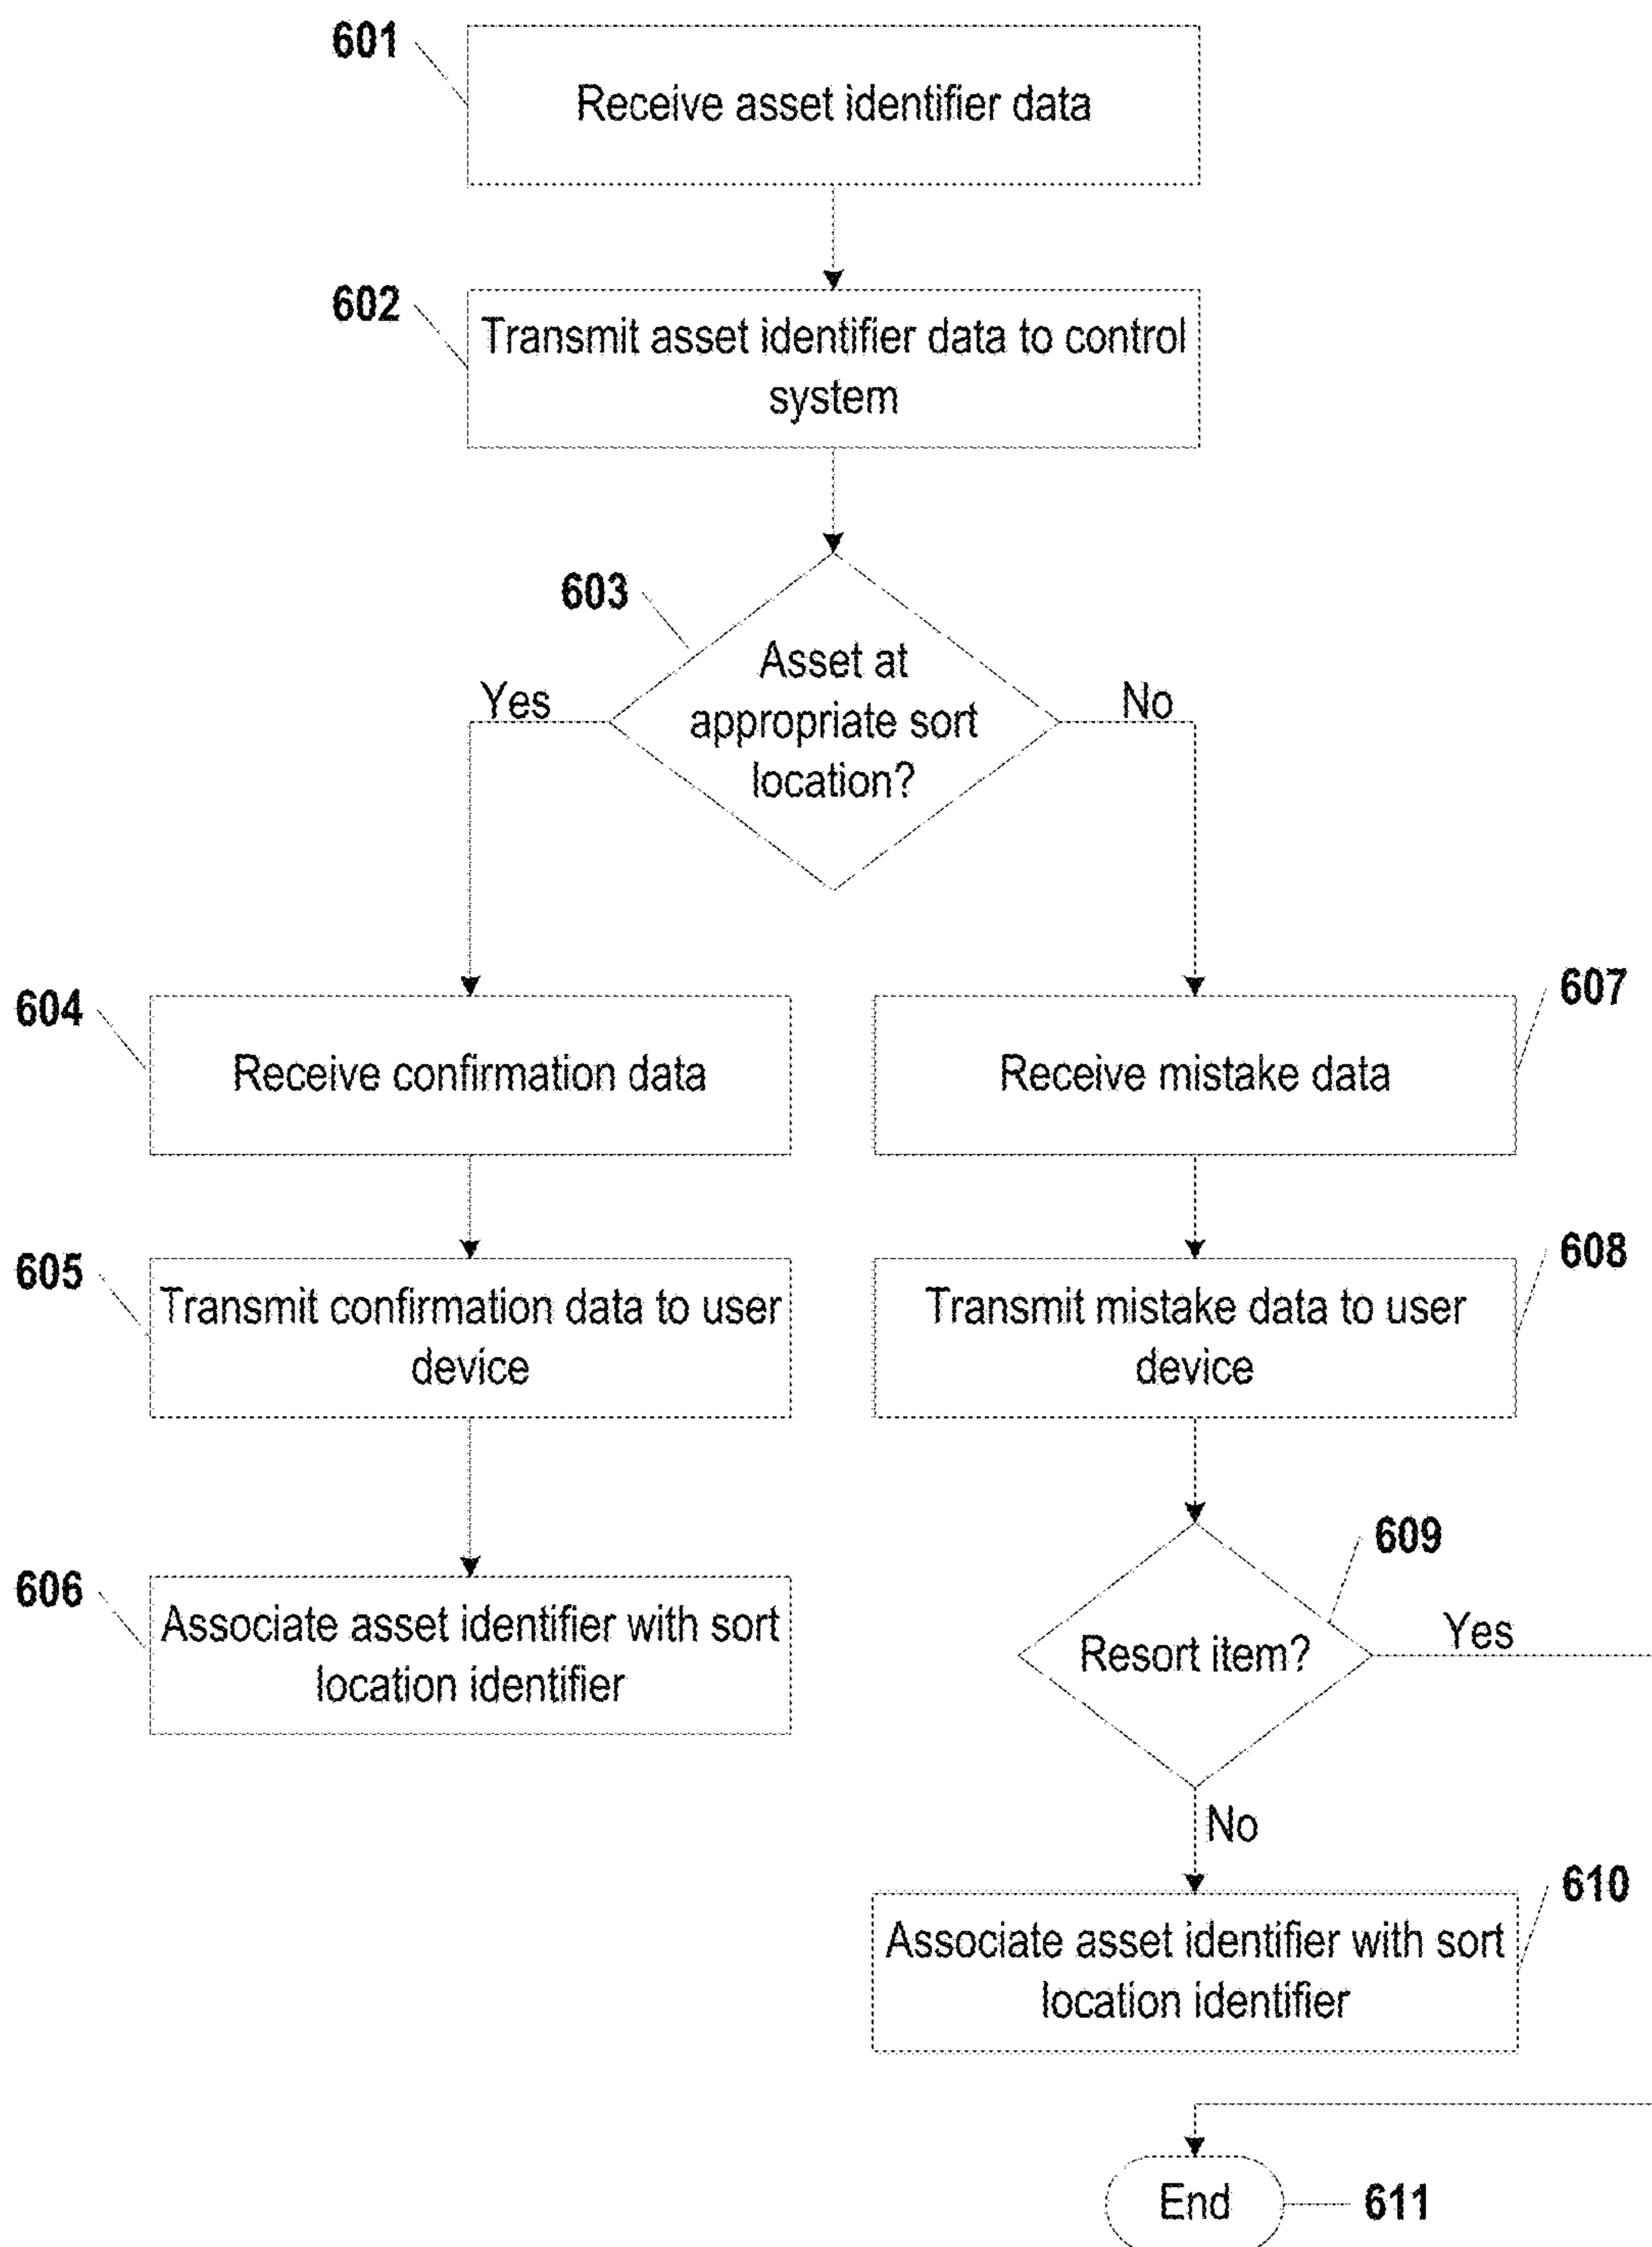 601
Receive asset identifier data
602
Transmit asset identifier data to control
system
603
Asset at
appropriate sort
location?
Yes
No
604
Receive confirmation data
607
Receive mistake data
605
Transmit confirmation data to user
device
608
Transmit mistake data to user
device
606
Associate asset identifier with sort
location identifier
609
Resort item?
Yes
No
610
Associate asset identifier with sort
location identifier
End
611